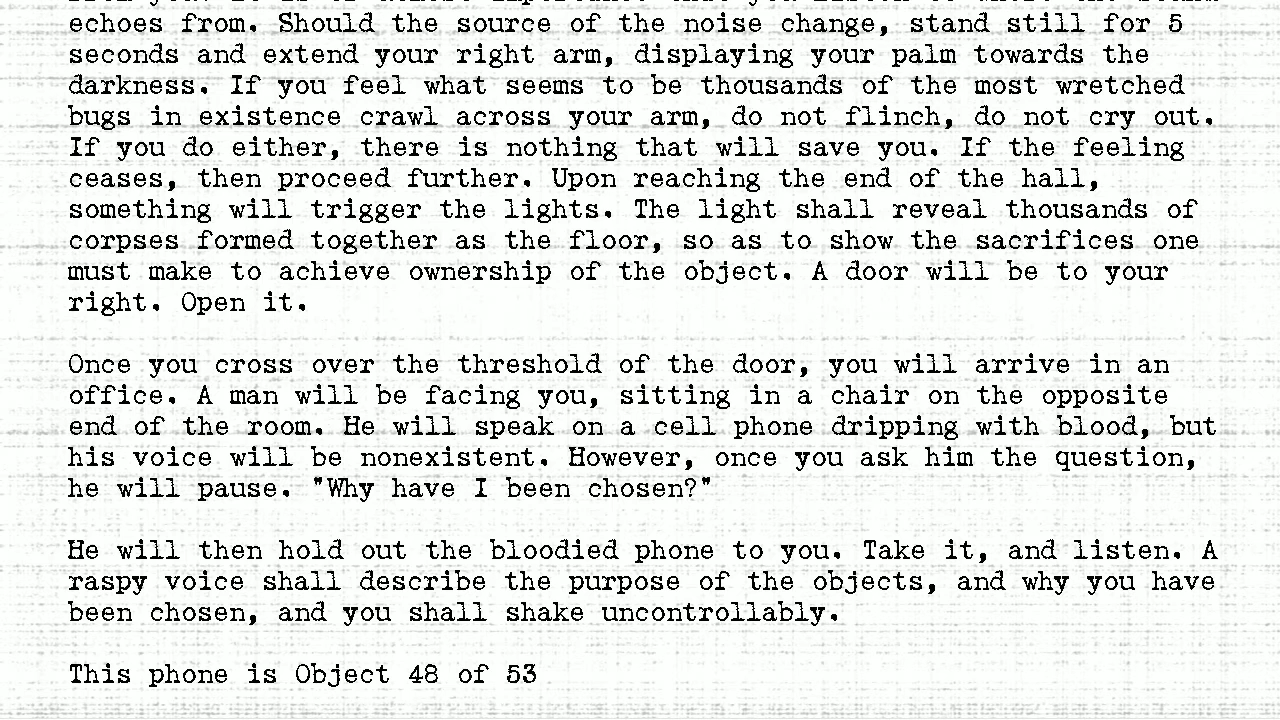 echoes from. Should the source of the noise change, stand still for 5
seconds and extend your right arm, displaying your palm towards the
darkness. If you feel what seems to be thousands of the most wretched
bugs in existence crawl across your arm, do not flinch, do not cry out.
If you do either, there is nothing that will save you. If the feeling
ceases, then proceed further. Upon reaching the end of the hall,
something will trigger the lights. The light shall reveal thousands of
corpses formed together as the floor, so as to show the sacrifices one
must make to achieve ownership of the object. A door will be to your
right. Open it.
Once you cross over the threshold of the door, you will arrive in an
office. A man will be facing you, sitting in a chair on the opposite
end of the room. He will speak on a cell phone dripping with blood, but
his voice will be nonexistent. However, once you ask him the question,
he will pause. "Why have I been chosen?"
He will then hold out the bloodied phone to you. Take it, and listen. A
raspy voice shall describe the purpose of the objects, and why you have
been chosen, and you shall shake uncontrollably.
This phone is Object 48 of 53